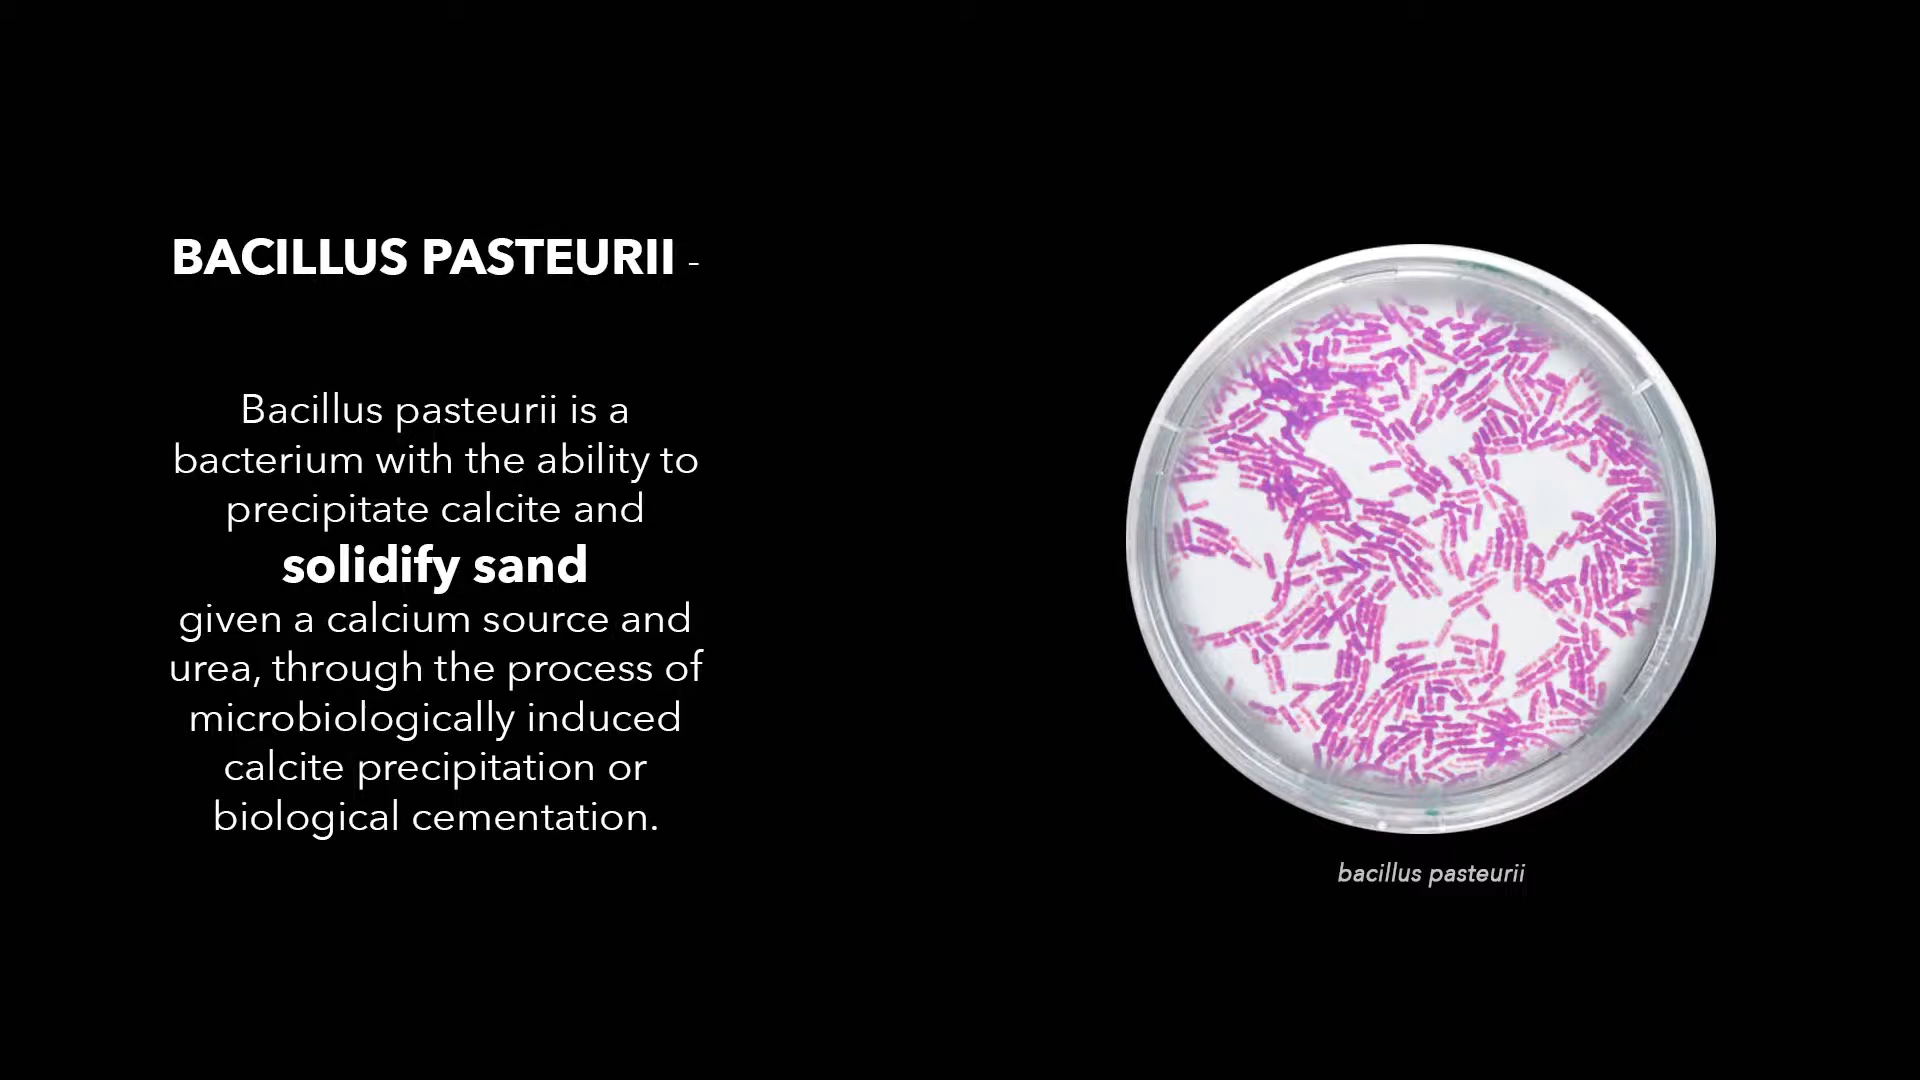 BACILLUS PASTEURII -
Bacillus pasteurii is a
bacterium with the ability to
precipitate calcite and
solidify sand
given a calcium source and
urea, through the process of
microbiologically induced
calcite precipitation or
biological cementation.
bacillus pasteurii